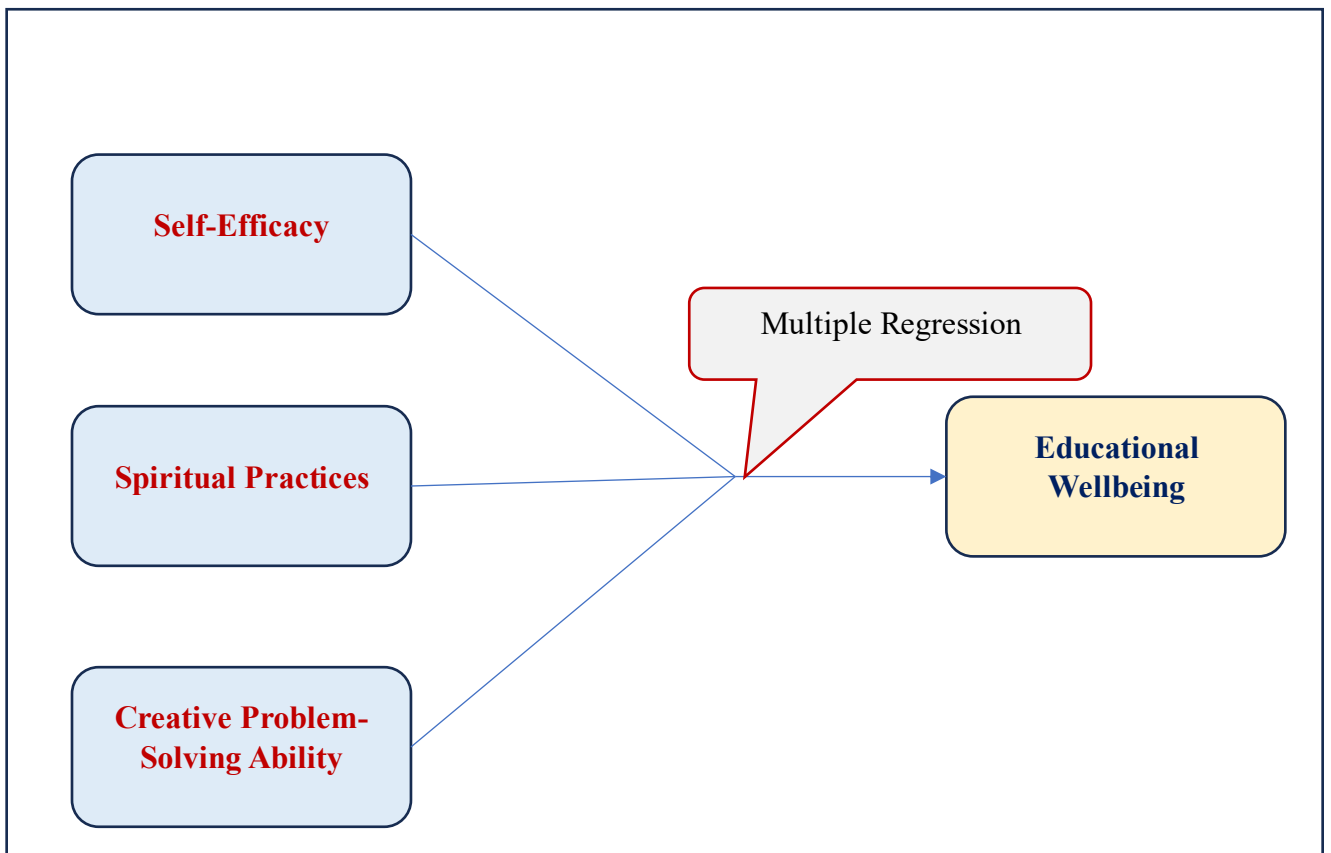 Self-Efficacy
Multiple Regression
Spiritual Practices
Educational
Wellbeing
Creative Problem-
Solving Ability